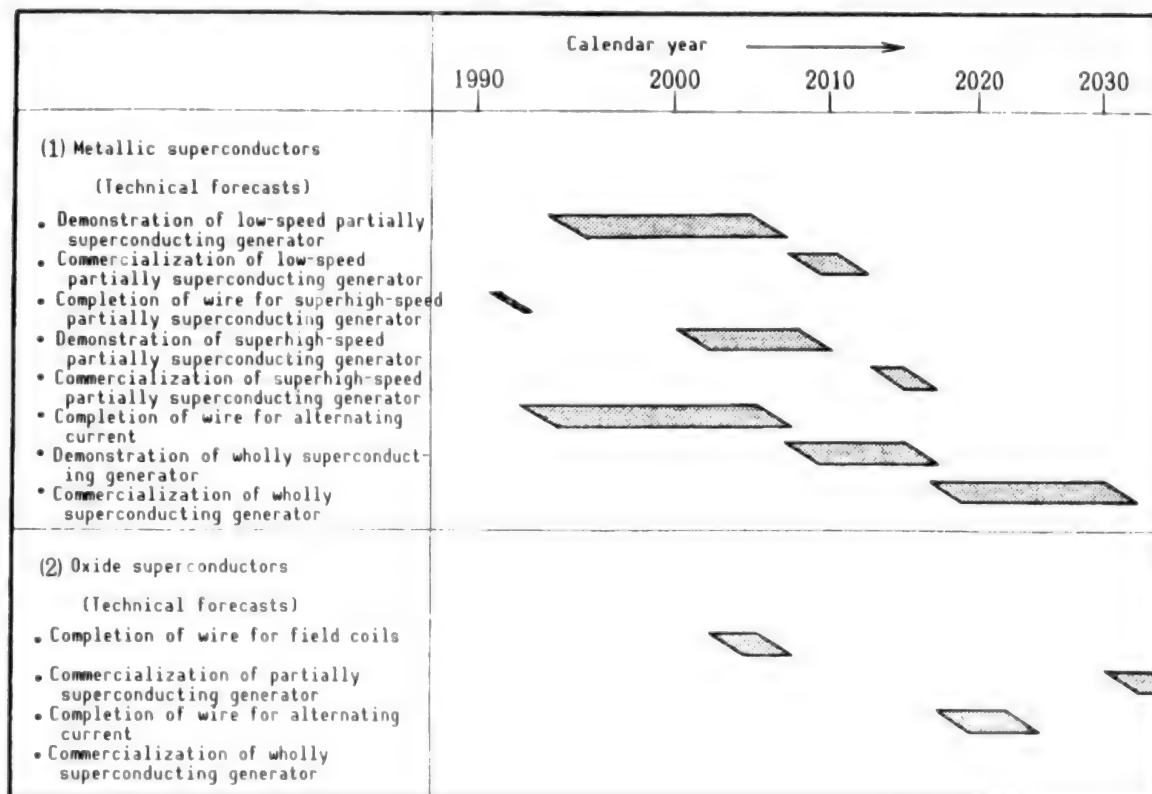 Calendar year
1990 2000 2010 2020 2030
(1) Metallic superconductors
(Technical forecasts)
• Demonstration of low-speed partially
superconducting generator
• Commercialization of low-speed
partially superconducting generator
• Completion of wire for superhigh-speed
partially superconducting generator
• Demonstration of superhigh-speed
partially superconducting generator
• Commercialization of superhigh-speed
partially superconducting generator
• Completion of wire for alternating
current
• Demonstration of wholly superconduct-
ing generator
• Commercialization of wholly
superconducting generator
(2) Oxide superconductors
(Technical forecasts)
• Completion of wire for field coils
• Commercialization of partially
superconducting generator
• Completion of wire for alternating
current
• Commercialization of wholly
superconducting generator